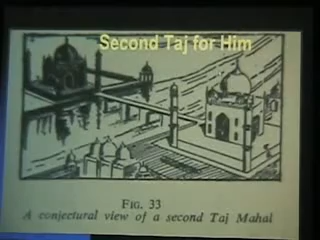 Second Taj for Him
FIG. 33
A conjectural view of a second Taj Mahal